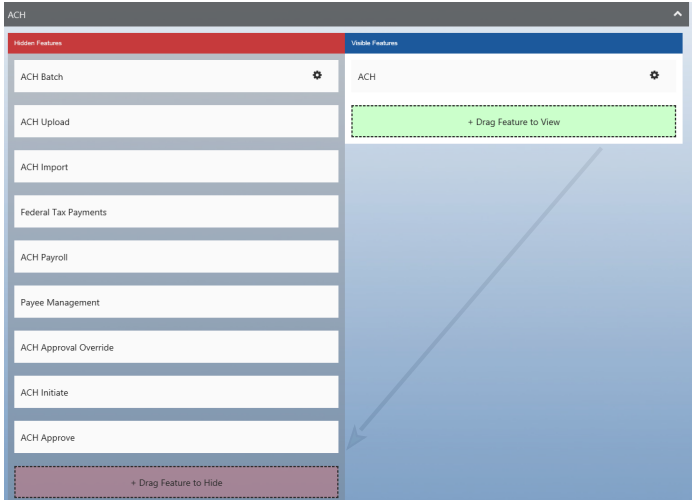 ACH
Hidden Features
Visible Features
ACH Batch
ACH Upload
ACH Import
Federal Tax Payments
ACH Payroll
Payee Management
ACH Approval Override
ACH Initiate
ACH Approve
+ Drag Feature to Hide
ACH
+ Drag Feature to View